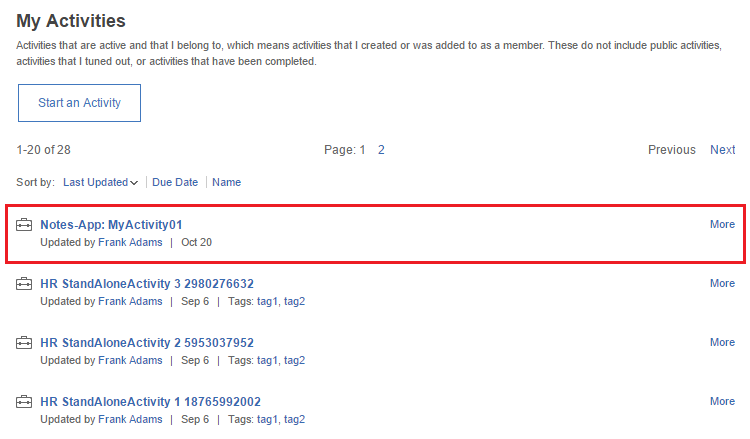 My Activities
Activities that are active and that I belong to, which means activities that I created or was added to as a member. These do not include public activities,
activities that I tuned out, or activities that have been completed.
Start an Activity
1-20 of 28 Page: 1 2 Previous Next
Sort by: Last Updated | Due Date | Name
Notes-App: MyActivity01 More
Updated by Frank Adams | Oct 20
HR StandAloneActivity 3 2980276632 More
Updated by Frank Adams | Sep 6 | Tags: tag1, tag2
HR StandAloneActivity 2 5953037952 More
Updated by Frank Adams | Sep 6 | Tags: tag1, tag2
HR StandAloneActivity 1 18765992002 More
Updated by Frank Adams | Sep 6 | Tags: tag1, tag2